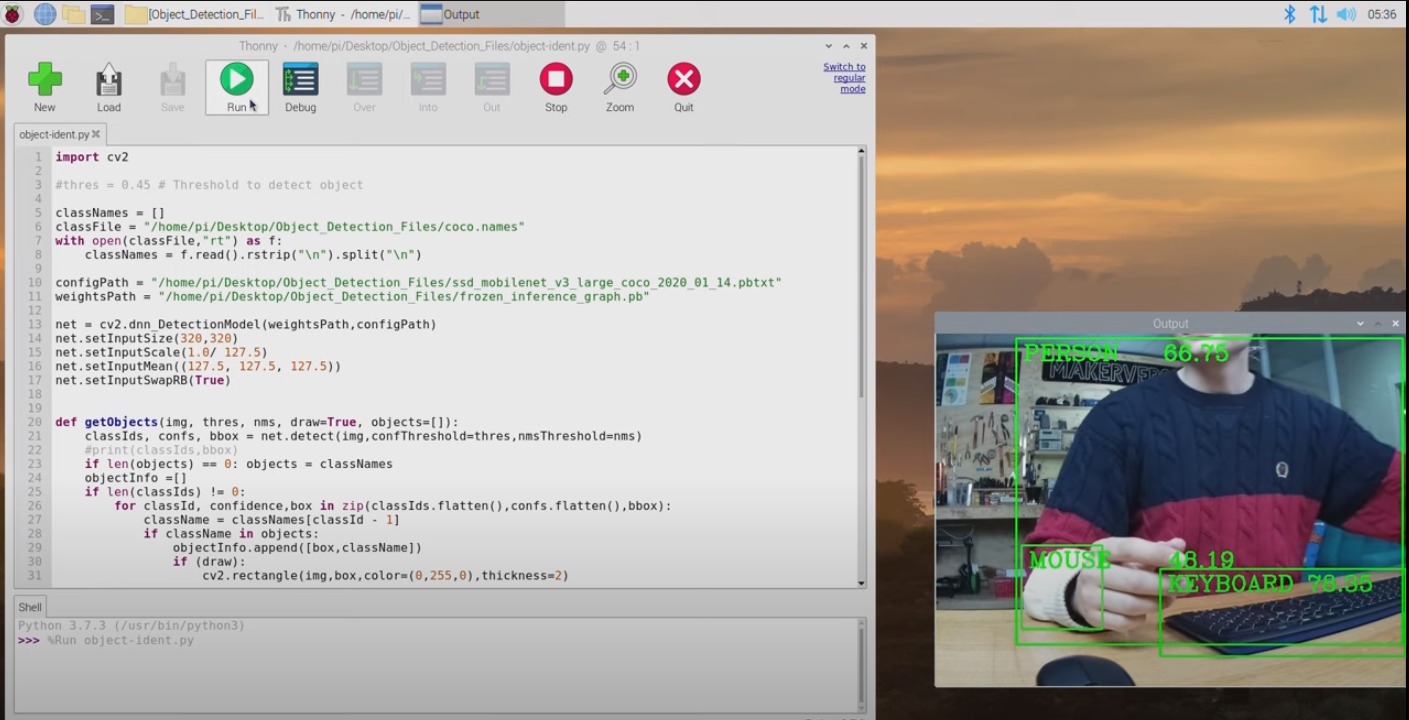 [Object_Detection_Fil...
Thonny - /home/pi/...
Output
05:36
Thonny - /home/pi/Desktop/Object_Detection_Files/object-ident.py @ 54 : 1
New
Load
Save
Run
Debug
Over
Into
Out
Stop
Zoom
Quit
Switch to
regular
mode
object-ident.py
1 import cv2
2
3 #thres = 0.45 # Threshold to detect object
4
5 classNames = []
6 classFile = "/home/pi/Desktop/Object_Detection_Files/coco.names"
7 with open(classFile,"rt") as f:
8     classNames = f.read().rstrip("\n").split("\n")
9
10 configPath = "/home/pi/Desktop/Object_Detection_Files/ssd_mobilenet_v3_large_coco_2020_01_14.pbtxt"
11 weightsPath = "/home/pi/Desktop/Object_Detection_Files/frozen_inference_graph.pb"
12
13 net = cv2.dnn_DetectionModel(weightsPath,configPath)
14 net.setInputSize(320,320)
15 net.setInputScale(1.0/ 127.5)
16 net.setInputMean((127.5, 127.5, 127.5))
17 net.setInputSwapRB(True)
18
19
20 def getObjects(img, thres, nms, draw=True, objects=[]):
21     classIds, confs, bbox = net.detect(img,confThreshold=thres,nmsThreshold=nms)
22     #print(classIds,bbox)
23     if len(objects) == 0: objects = classNames
24     objectInfo =[]
25     if len(classIds) != 0:
26         for classId, confidence,box in zip(classIds.flatten(),confs.flatten(),bbox):
27             className = classNames[classId - 1]
28             if className in objects:
29                 objectInfo.append([box,className])
30                 if (draw):
31                     cv2.rectangle(img,box,color=(0,255,0),thickness=2)
Shell
Python 3.7.3 (/usr/bin/python3)
>>> %Run object-ident.py
Output
PERSON 66.75
MAKERVER
MOUSE 48.19
KEYBOARD 78.35